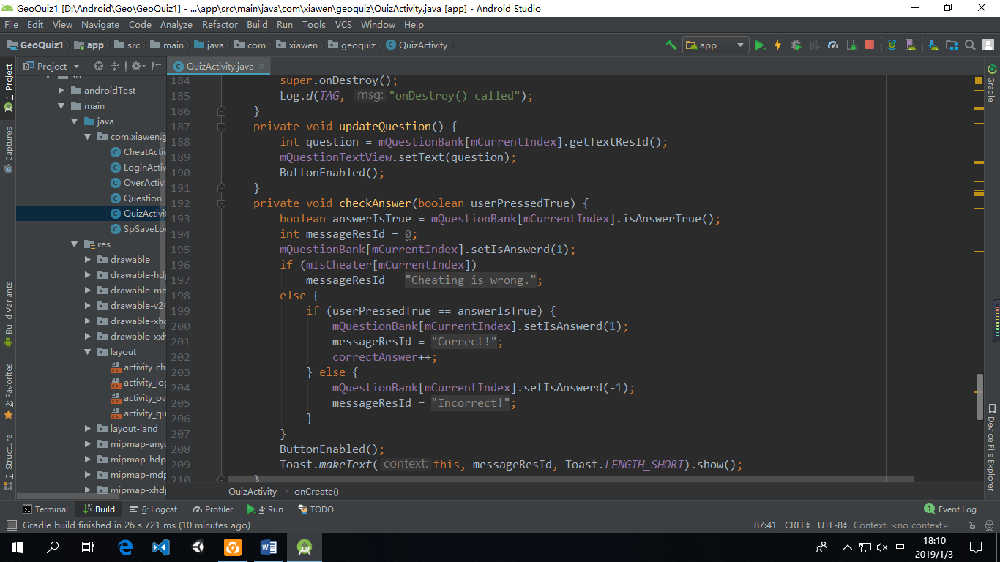 GeoQuiz1 [D:\Android\Geo\GeoQuiz1] - ...\app\src\main\java\com\xiawen\geoquiz\QuizActivity.java [app] - Android Studio
File Edit View Navigate Code Analyze Refactor Build Run Tools VCS Window Help
GeoQuiz1 app src main java com xiawen geoquiz QuizActivity app
1: Project
Captures
Build Variants
2: Favorites
7: Structure
Project
src
androidTest
main
java
com.xiawen.g
CheatActiv
LoginActiv
OverActivi
Question
QuizActivit
SpSaveLo
res
drawable
drawable-hdp
drawable-md
drawable-v24
drawable-xhd
drawable-xxh
layout
activity_ch
activity_log
activity_ov
activity_qu
layout-land
mipmap-anyd
mipmap-hdp
mipmap-mdp
mipmap-xhdp
QuizActivity.java
184 super.onDestroy();
185 Log.d(TAG, msg: "onDestroy() called");
186 }
187 private void updateQuestion() {
188 int question = mQuestionBank[mCurrentIndex].getTextResId();
189 mQuestionTextView.setText(question);
190 ButtonEnabled();
191 }
192 private void checkAnswer(boolean userPressedTrue) {
193 boolean answerIsTrue = mQuestionBank[mCurrentIndex].isAnswerTrue();
194 int messageResId = 0;
195 mQuestionBank[mCurrentIndex].setIsAnswerd(1);
196 if (mIsCheater[mCurrentIndex])
197 messageResId = "Cheating is wrong.";
198 else {
199 if (userPressedTrue == answerIsTrue) {
200 mQuestionBank[mCurrentIndex].setIsAnswerd(1);
201 messageResId = "Correct!";
202 correctAnswer++;
203 } else {
204 mQuestionBank[mCurrentIndex].setIsAnswerd(-1);
205 messageResId = "Incorrect!";
206 }
207 }
208 ButtonEnabled();
209 Toast.makeText( context: this, messageResId, Toast.LENGTH_SHORT).show();
210 }
Gradle
Device File Explorer
QuizActivity onCreate()
Terminal Build 6: Logcat Profiler 4: Run TODO 1 Event Log
Gradle build finished in 26 s 721 ms (10 minutes ago) 87:41 CRLF UTF-8 Context: <no context>
中 18:10
2019/1/3